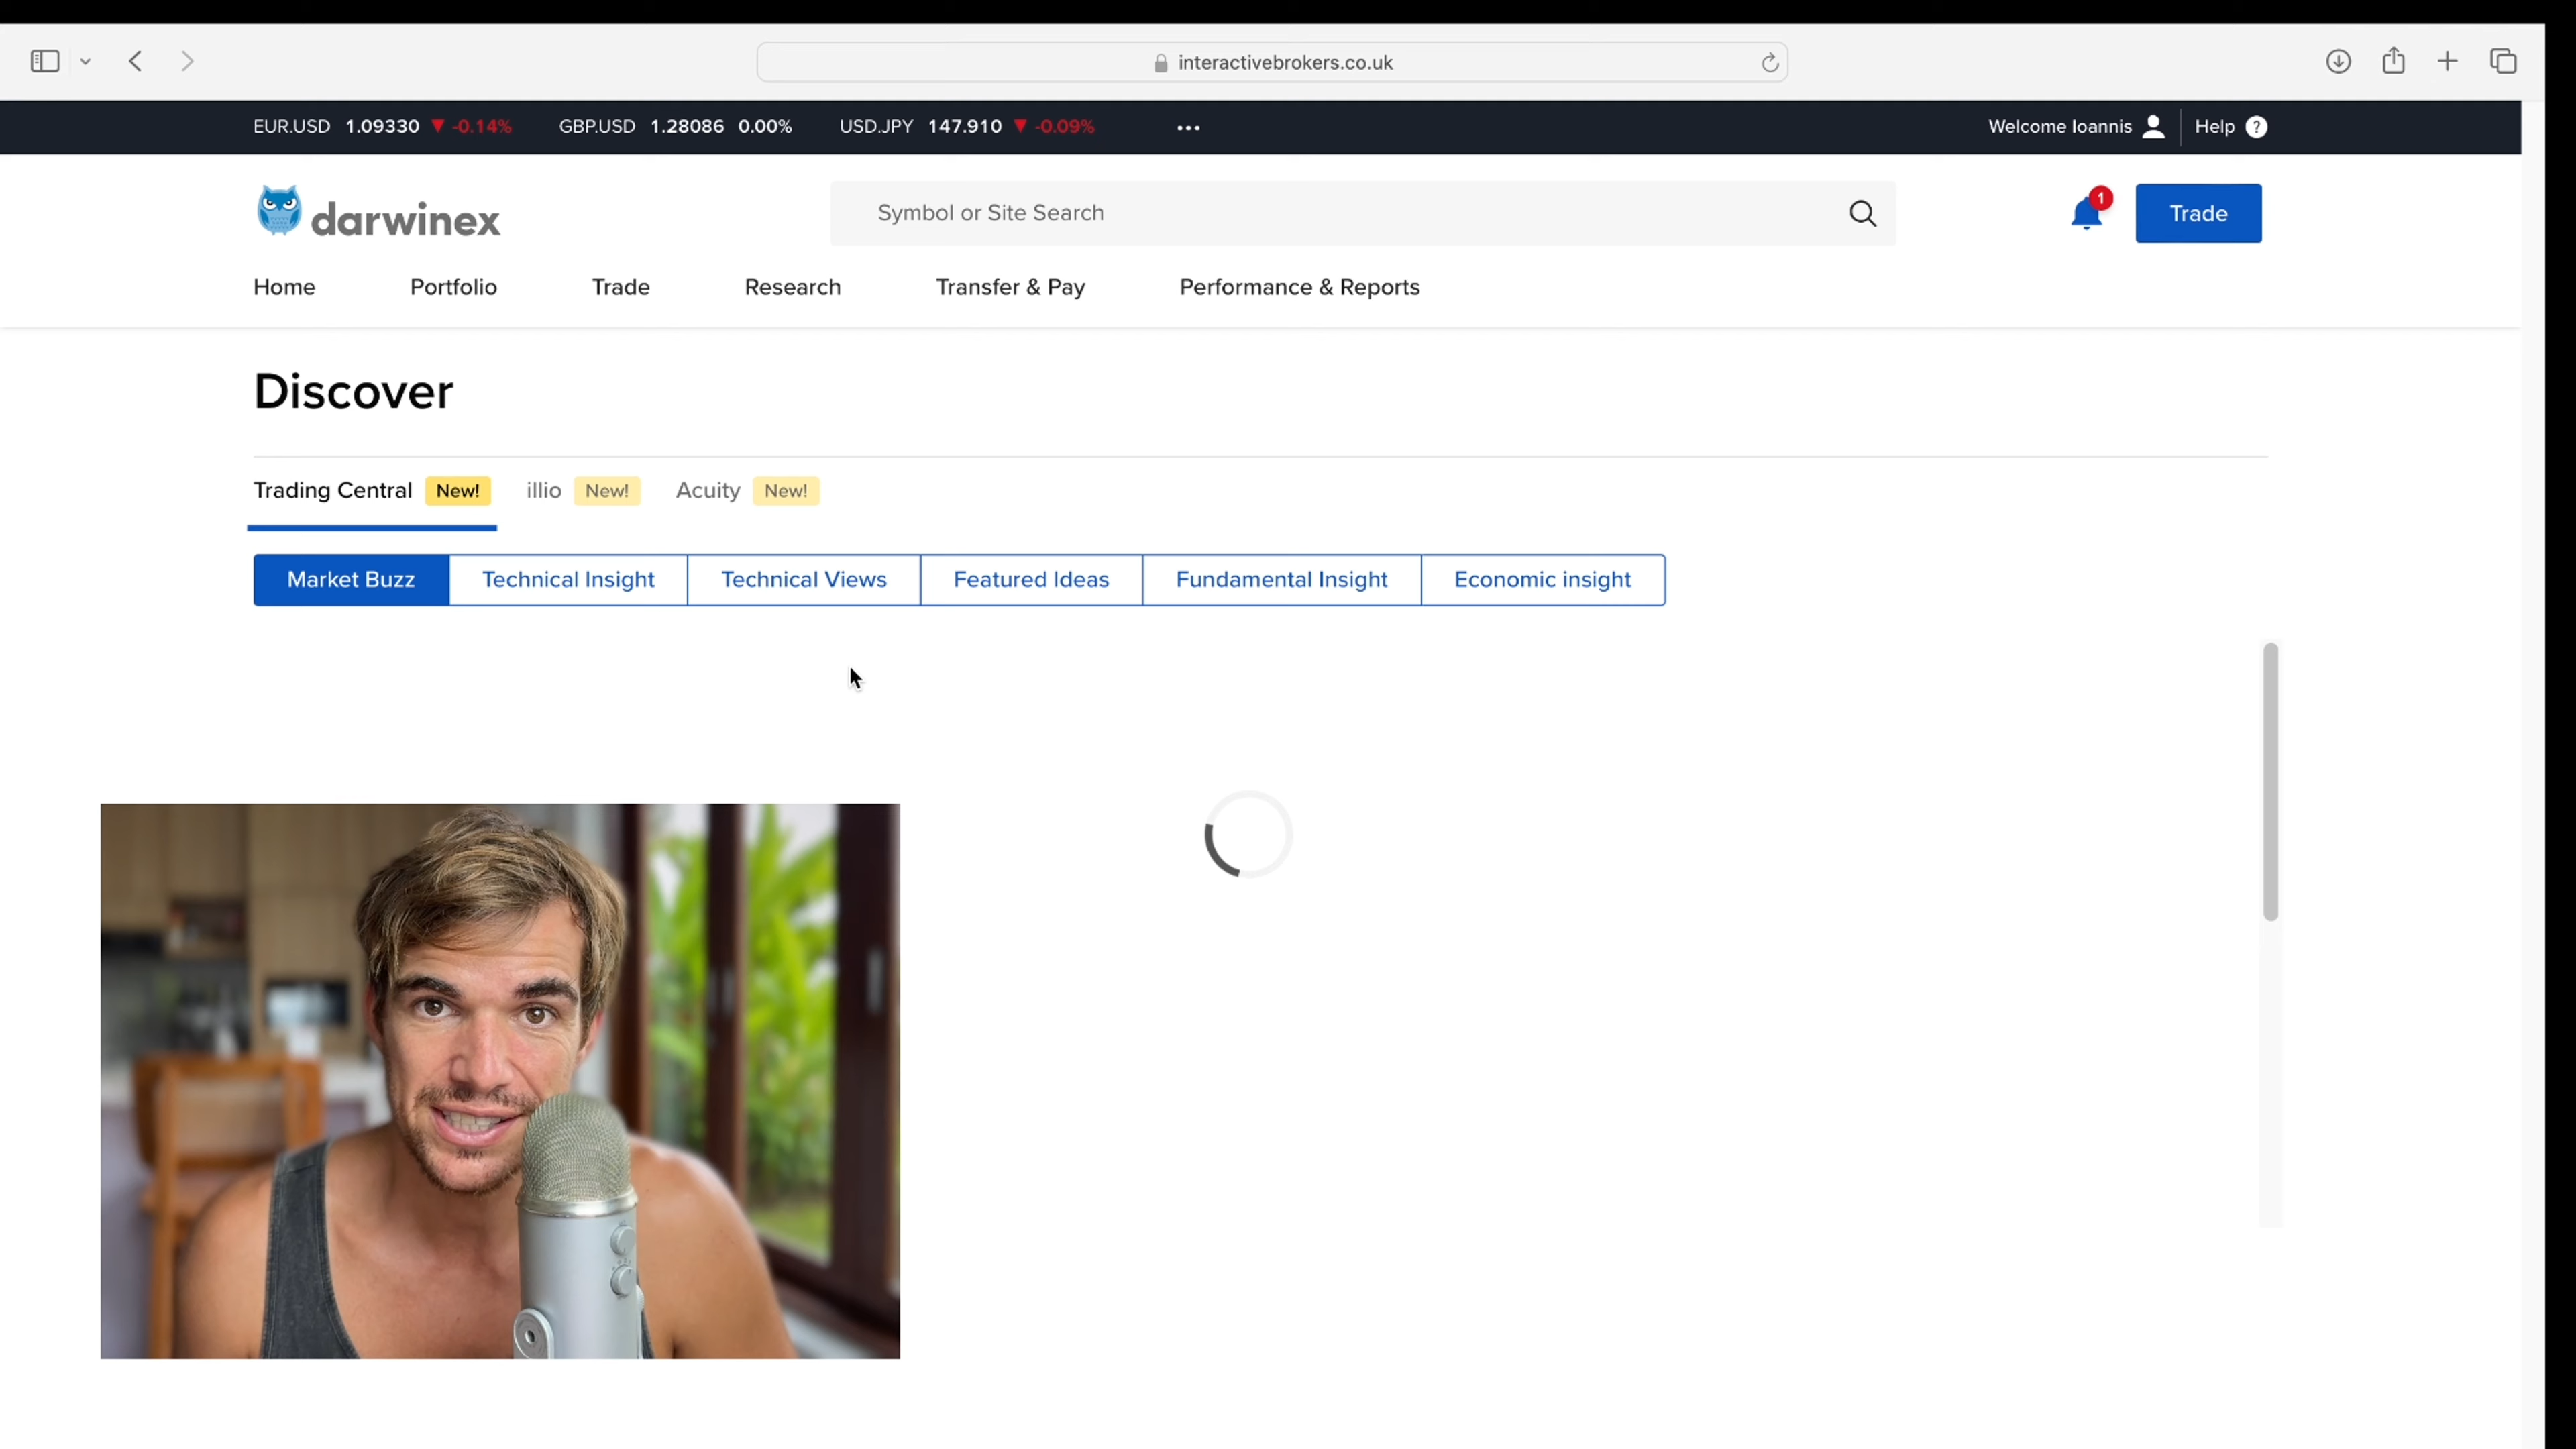 interactivebrokers.co.uk
EUR.USD 1.09330 ▼ -0.14% GBP.USD 1.28086 0.00% USD.JPY 147.910 ▼ -0.09% ••• Welcome Ioannis Help ?
darwinex Symbol or Site Search 1 Trade
Home Portfolio Trade Research Transfer & Pay Performance & Reports
Discover
Trading Central New! illio New! Acuity New!
Market Buzz Technical Insight Technical Views Featured Ideas Fundamental Insight Economic insight